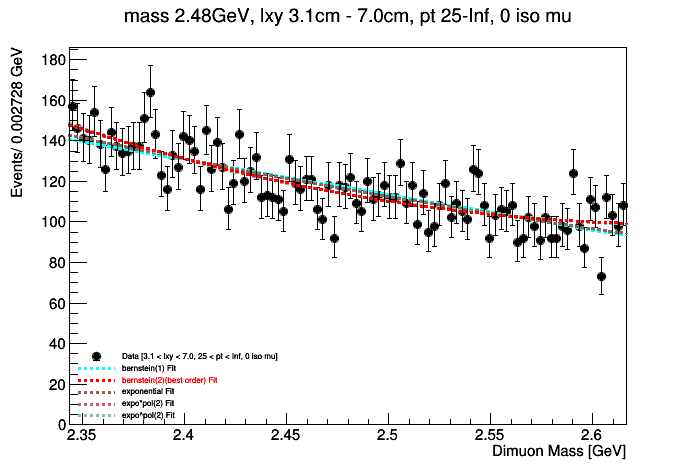 mass 2.48GeV, lxy 3.1cm - 7.0cm, pt 25-Inf, 0 iso mu
Events/ 0.002728 GeV
180
160
140
120
100
80
60
40
20
0
Data [3.1 < lxy < 7.0, 25 < pt < Inf, 0 iso mu]
bernstein(1) Fit
bernstein(2)(best order) Fit
exponential Fit
expo*pol(2) Fit
expo^pol(2) Fit
2.35 2.4 2.45 2.5 2.55 2.6
Dimuon Mass [GeV]